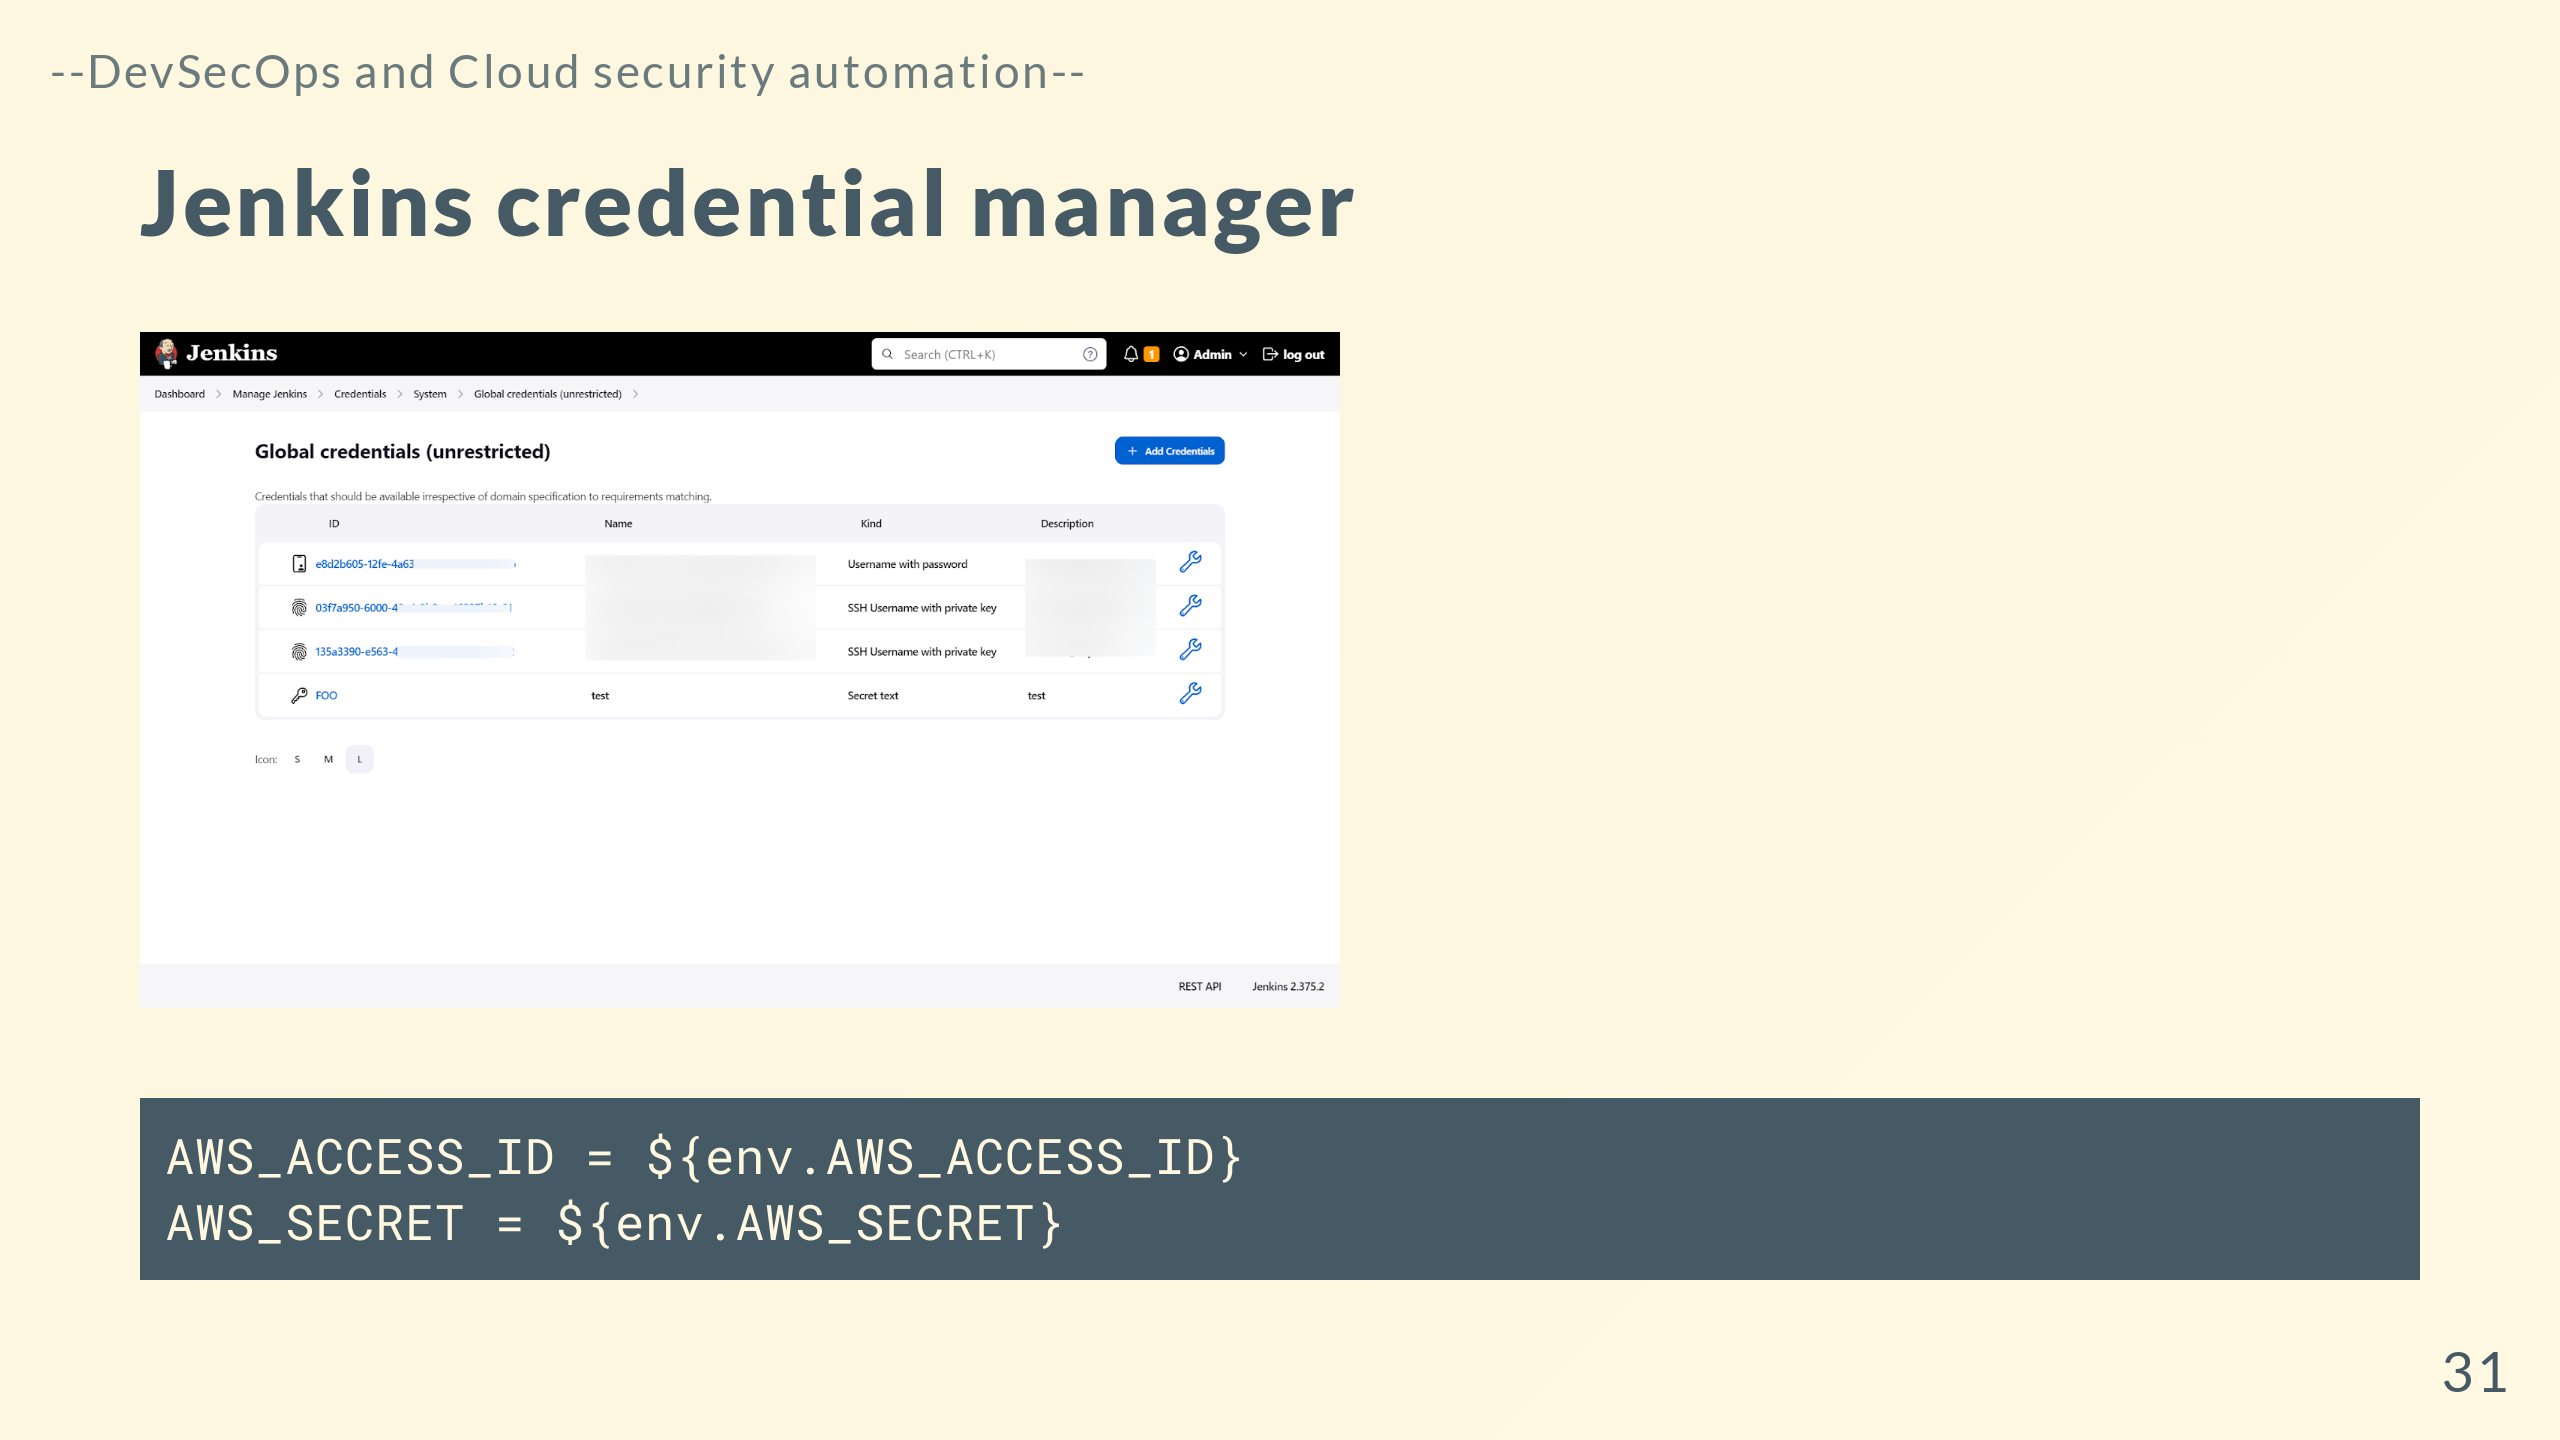 --DevSecOps and Cloud security automation--
Jenkins credential manager
Jenkins
Search (CTRL+K)
1
Admin
log out
Dashboard
Manage Jenkins
Credentials
System
Global credentials (unrestricted)
Global credentials (unrestricted)
+ Add Credentials
Credentials that should be available irrespective of domain specification to requirements matching.
ID Name Kind Description
e8d2b605-12fe-4a63 Username with password
03f7a950-6000-4 SSH Username with private key
135a3390-e563-4 SSH Username with private key
FOO test Secret text test
Icon: S M L
REST API Jenkins 2.375.2
AWS_ACCESS_ID = ${env.AWS_ACCESS_ID}
AWS_SECRET = ${env.AWS_SECRET}
31